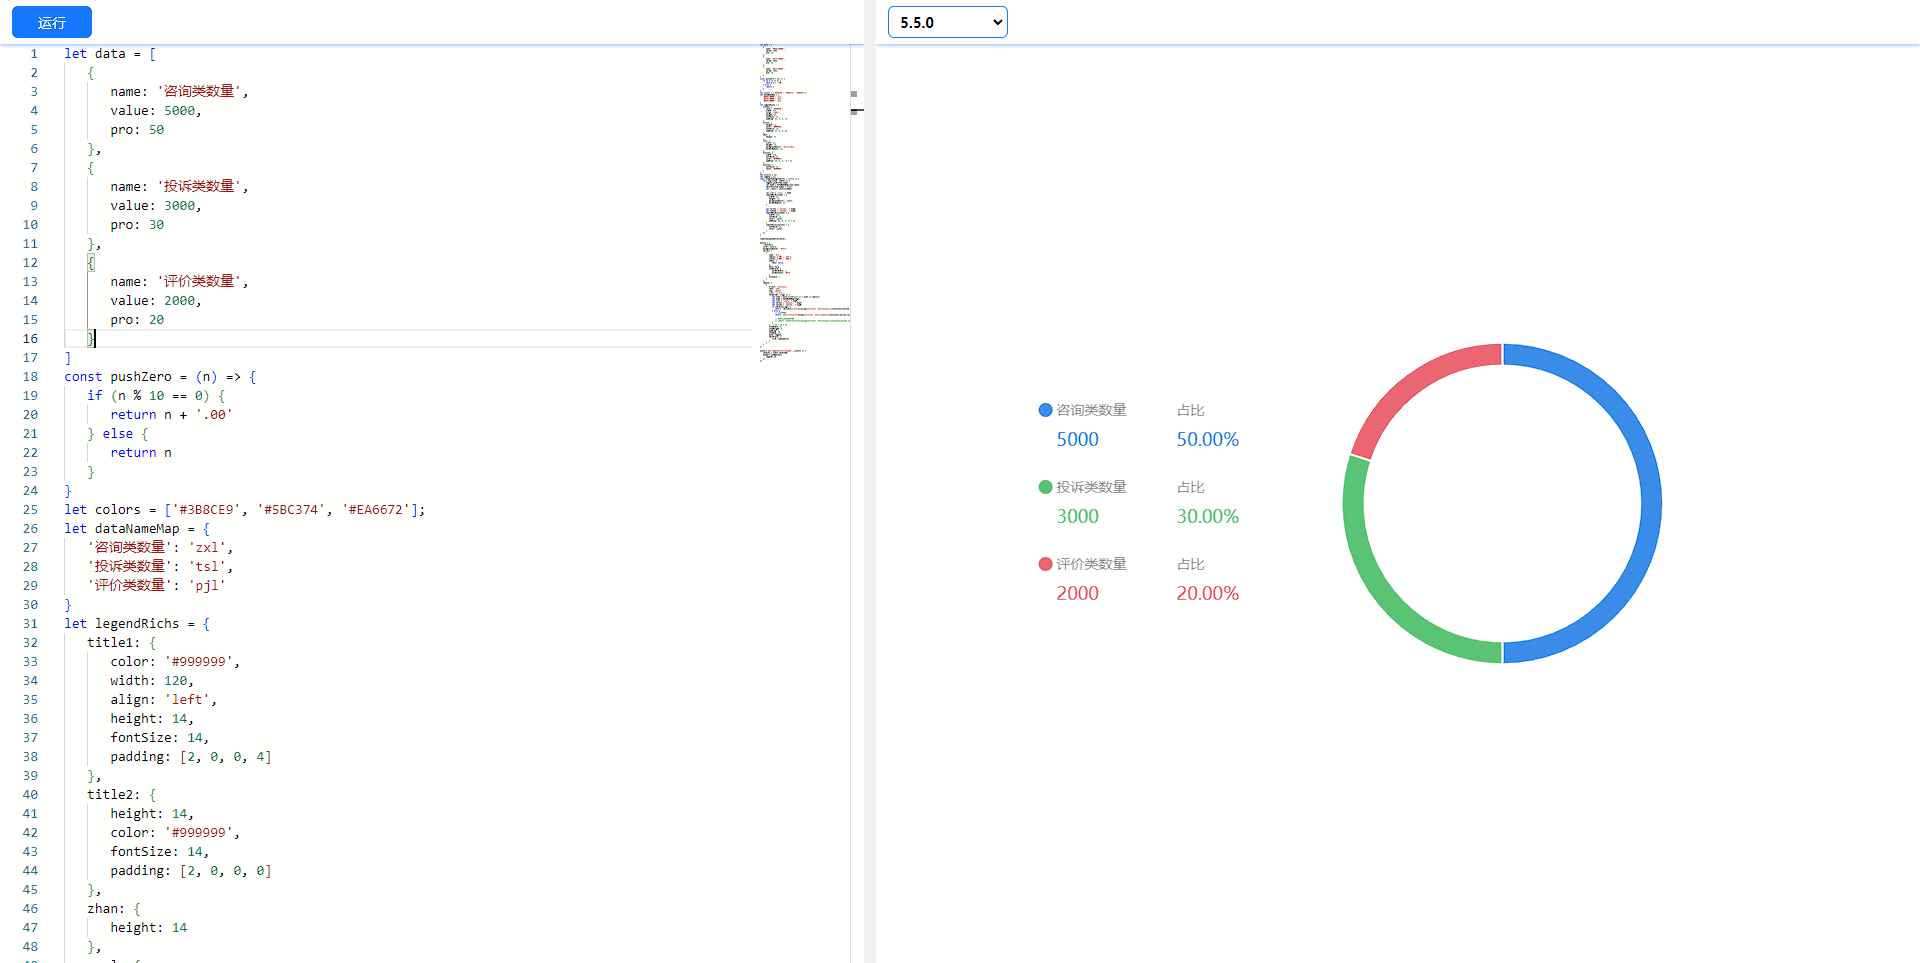 运行
1 let data = [
2 {
3 name: '咨询类数量',
4 value: 5000,
5 pro: 50
6 },
7 {
8 name: '投诉类数量',
9 value: 3000,
10 pro: 30
11 },
12 {
13 name: '评价类数量',
14 value: 2000,
15 pro: 20
16 }
17 ]
18 const pushZero = (n) => {
19 if (n % 10 == 0) {
20 return n + '.00'
21 } else {
22 return n
23 }
24 }
25 let colors = ['#3B8CE9', '#5BC374', '#EA6672'];
26 let dataNameMap = {
27 '咨询类数量': 'zxl',
28 '投诉类数量': 'tsl',
29 '评价类数量': 'pjl'
30 }
31 let legendRichs = {
32 title1: {
33 color: '#999999',
34 width: 120,
35 align: 'left',
36 height: 14,
37 fontSize: 14,
38 padding: [2, 0, 0, 4]
39 },
40 title2: {
41 height: 14,
42 color: '#999999',
43 fontSize: 14,
44 padding: [2, 0, 0, 0]
45 },
46 zhan: {
47 height: 14
48 },
5.5.0
咨询类数量 占比
5000 50.00%
投诉类数量 占比
3000 30.00%
评价类数量 占比
2000 20.00%